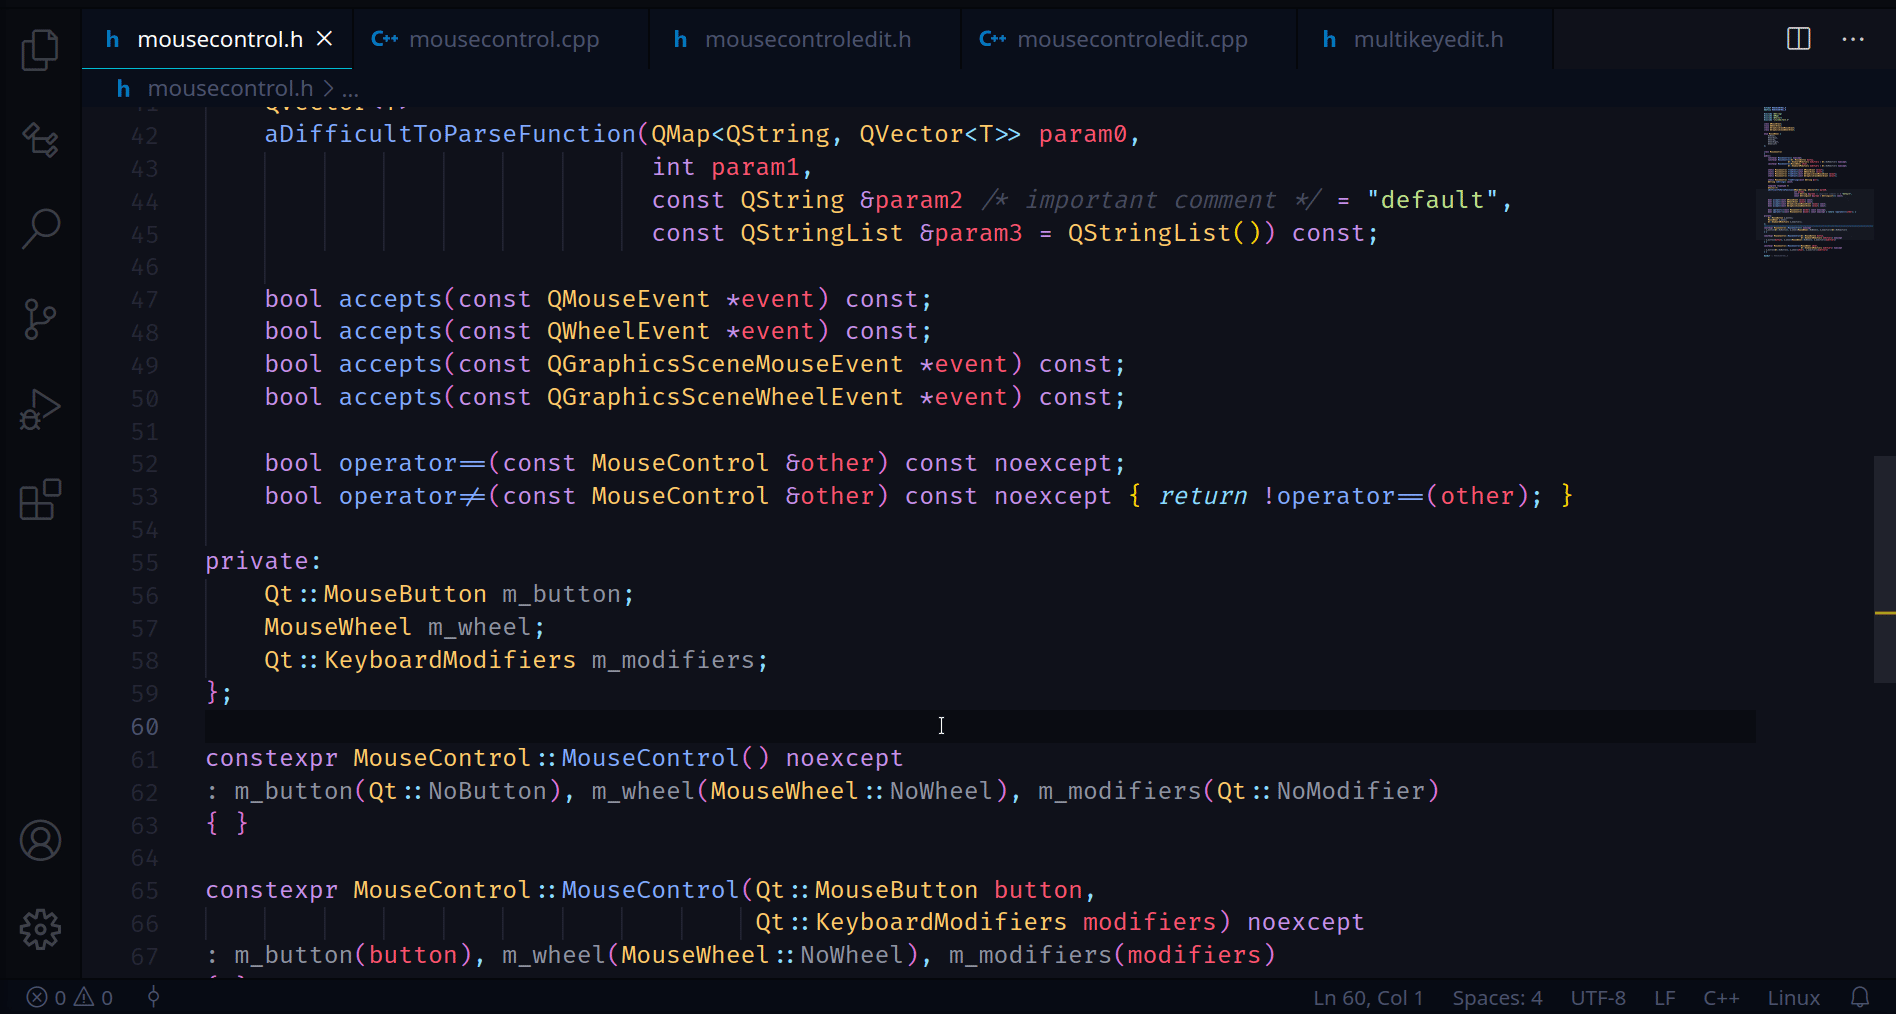 h mousecontrol.h × C++ mousecontrol.cpp h mousecontroledit.h C++ mousecontroledit.cpp h multikeyedit.h ...
h mousecontrol.h > ...
41 QVector<T>
42 aDifficultToParseFunction(QMap<QString, QVector<T>> param0,
43 int param1,
44 const QString &param2 /* important comment */ = "default",
45 const QStringList &param3 = QStringList()) const;
46
47 bool accepts(const QMouseEvent *event) const;
48 bool accepts(const QWheelEvent *event) const;
49 bool accepts(const QGraphicsSceneMouseEvent *event) const;
50 bool accepts(const QGraphicsSceneWheelEvent *event) const;
51
52 bool operator==(const MouseControl &other) const noexcept;
53 bool operator!=(const MouseControl &other) const noexcept { return !operator==(other); }
54
55 private:
56 Qt::MouseButton m_button;
57 MouseWheel m_wheel;
58 Qt::KeyboardModifiers m_modifiers;
59 };
60
61 constexpr MouseControl::MouseControl() noexcept
62 : m_button(Qt::NoButton), m_wheel(MouseWheel::NoWheel), m_modifiers(Qt::NoModifier)
63 { }
64
65 constexpr MouseControl::MouseControl(Qt::MouseButton button,
66 Qt::KeyboardModifiers modifiers) noexcept
67 : m_button(button), m_wheel(MouseWheel::NoWheel), m_modifiers(modifiers)
0 0 Ln 60, Col 1 Spaces: 4 UTF-8 LF C++ Linux